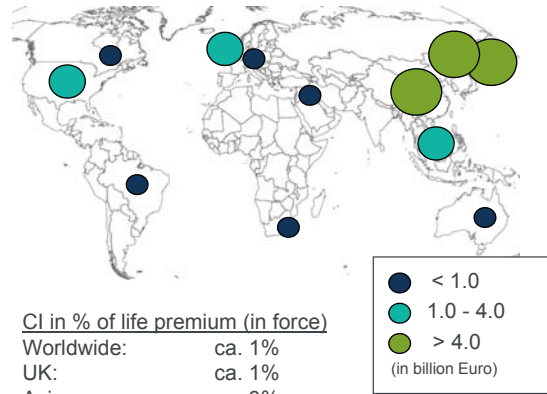 CI in % of life premium (in force)
Worldwide: ca. 1%
UK: ca. 1%
< 1.0
1.0 - 4.0
> 4.0
(in billion Euro)